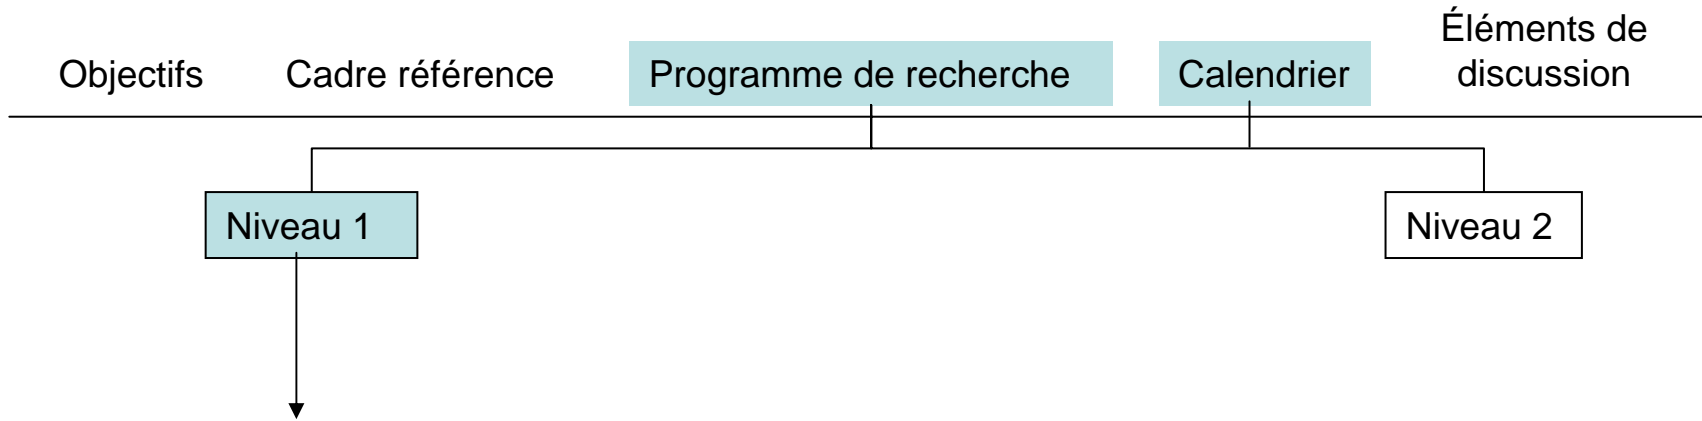 Objectifs
Cadre référence
Programme de recherche
Calendrier
Éléments de
discussion
Niveau 1
Niveau 2